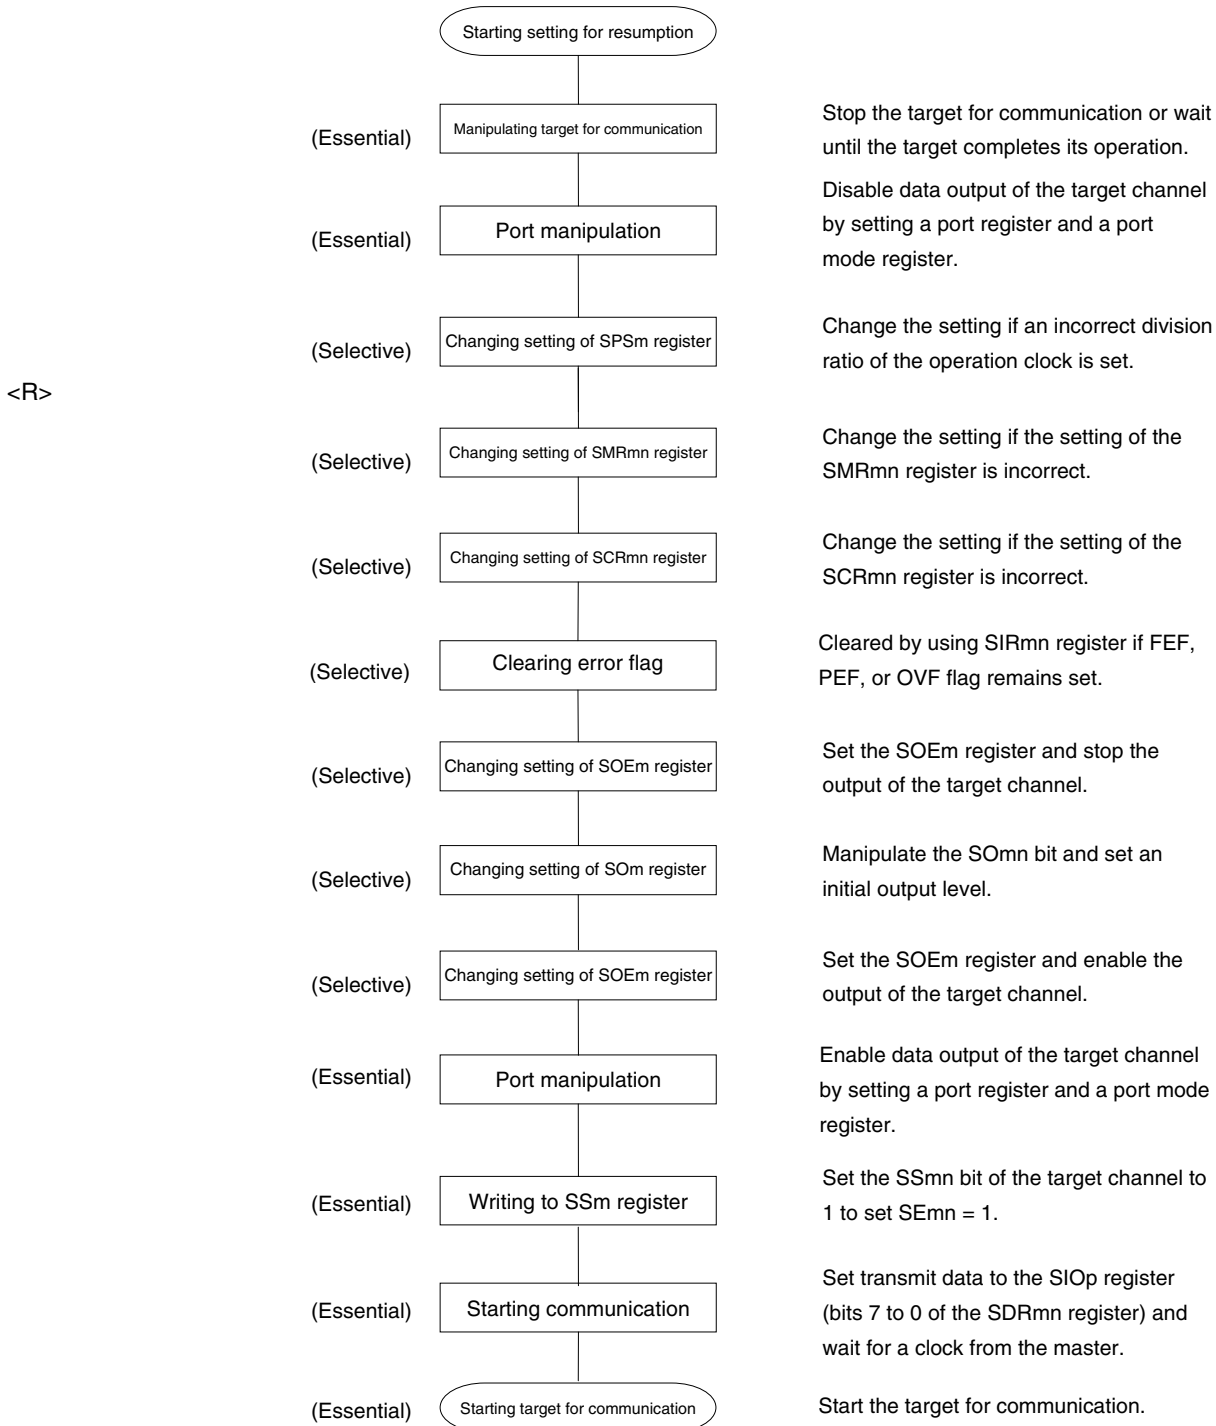 Starting setting for resumption
(Essential)
Manipulating target for communication
Stop the target for communication or wait
until the target completes its operation.
(Essential)
Port manipulation
Disable data output of the target channel
by setting a port register and a port
mode register.
(Selective)
Changing setting of SPSm register
Change the setting if an incorrect division
ratio of the operation clock is set.
<R>
(Selective)
Changing setting of SMRmn register
Change the setting if the setting of the
SMRmn register is incorrect.
(Selective)
Changing setting of SCRmn register
Change the setting if the setting of the
SCRmn register is incorrect.
(Selective)
Clearing error flag
Cleared by using SIRmn register if FEF,
PEF, or OVF flag remains set.
(Selective)
Changing setting of SOEm register
Set the SOEm register and stop the
output of the target channel.
(Selective)
Changing setting of SOm register
Manipulate the SOmn bit and set an
initial output level.
(Selective)
Changing setting of SOEm register
Set the SOEm register and enable the
output of the target channel.
(Essential)
Port manipulation
Enable data output of the target channel
by setting a port register and a port mode
register.
(Essential)
Writing to SSm register
Set the SSmn bit of the target channel to
1 to set SEmn = 1.
(Essential)
Starting communication
Set transmit data to the SIOp register
(bits 7 to 0 of the SDRmn register) and
wait for a clock from the master.
(Essential)
Starting target for communication
Start the target for communication.